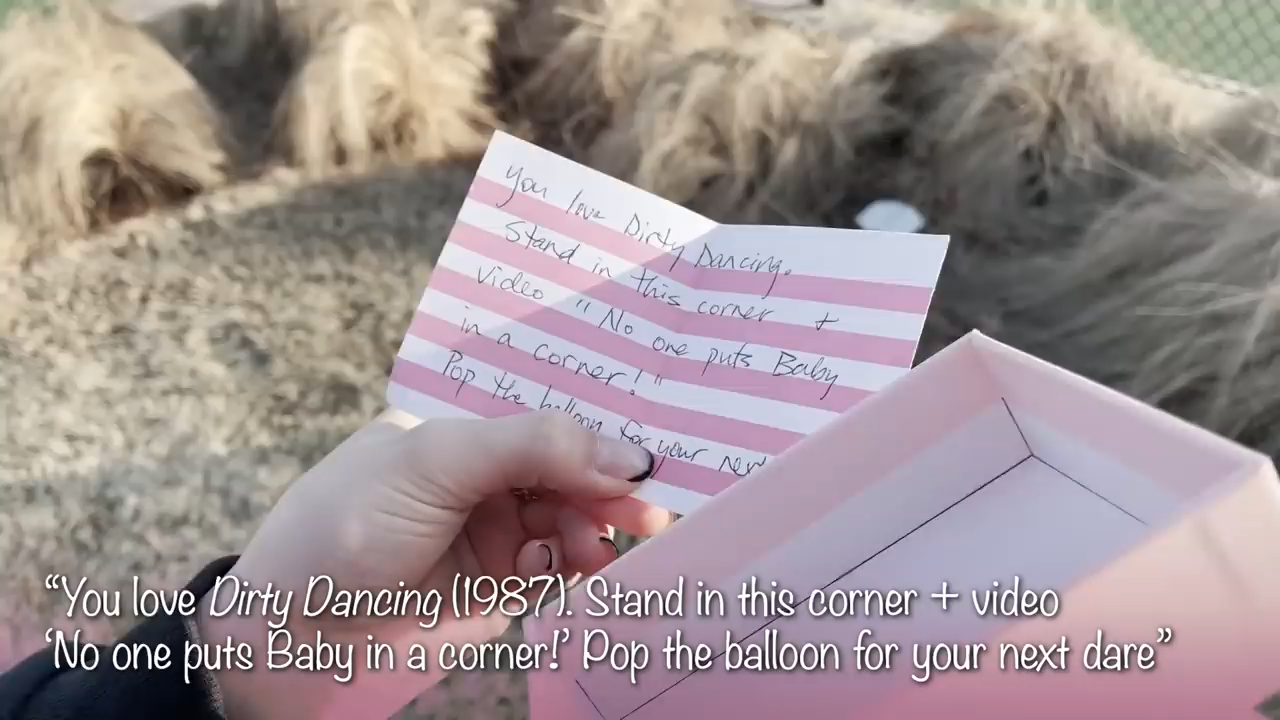 You love Dirty Dancing.
Stand in this corner +
video "No one puts Baby
in a corner!"
Pop the balloon for your next
“You love Dirty Dancing (1987). Stand in this corner + video
‘No one puts Baby in a corner!’ Pop the balloon for your next dare”